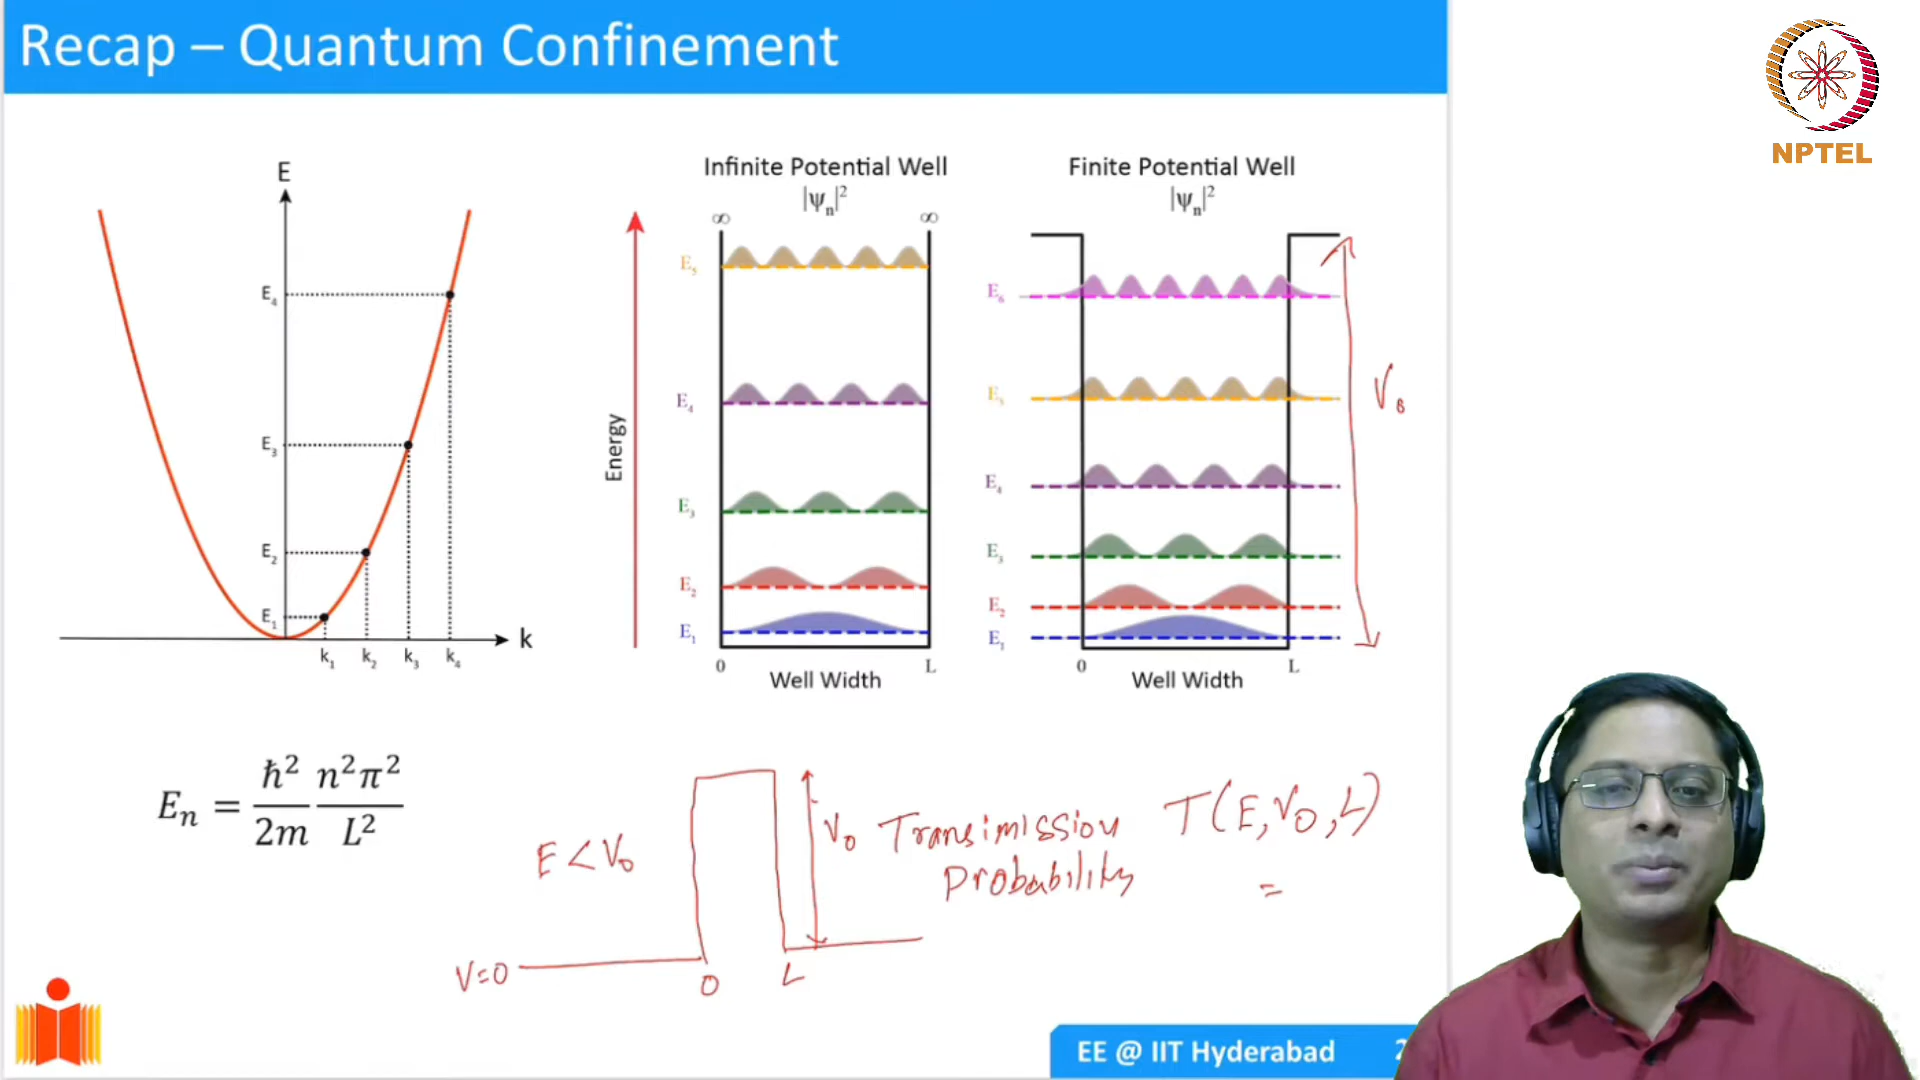 Recap – Quantum Confinement
NPTEL
E
E₄
E₃
E₂
E₁
k₁ k₂ k₃ k₄
k
Energy
Infinite Potential Well
|ψₙ|²
∞ ∞
E₅
E₄
E₃
E₂
E₁
0 L
Well Width
Finite Potential Well
|ψₙ|²
E₆
E₅
E₄
E₃
E₂
E₁
0 L
Well Width
V₀
Eₙ = ħ²/2m n²π²/L²
E < V₀
V=0
0 L
V₀
Transimission
Probability
T(E, V0, L)
=
EE @ IIT Hyderabad